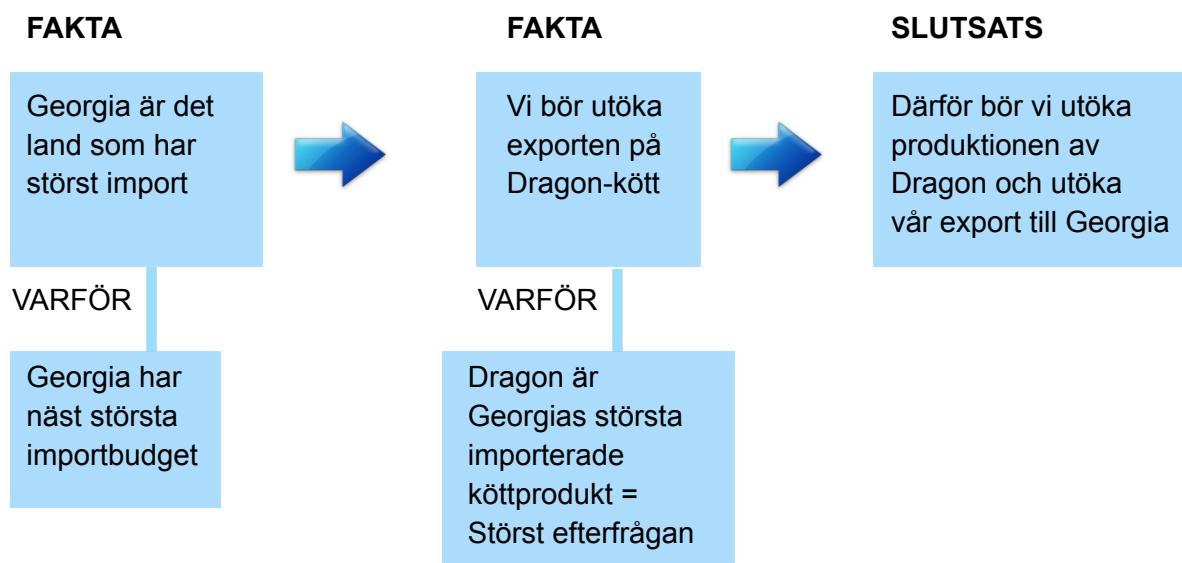 FAKTA
Georgia är det
land som har
störst import
VARFÖR
Georgia har
näst största
importbudget
FAKTA
Vi bör utöka
exporten på
Dragon-kött
VARFÖR
Dragon är
Georgias största
importerade
köttprodukt =
Störst efterfrågan
SLUTSATS
Därför bör vi utöka
produktionen av
Dragon och utöka
vår export till Georgia